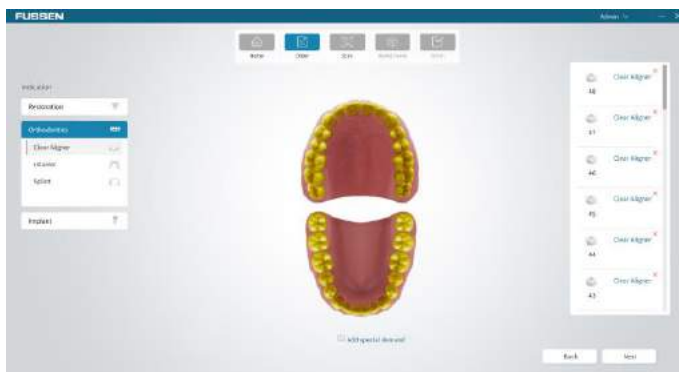 FUSSEN
Admin
Home
Order
Scan
Indication
Restoration
Orthodontics
Clear Aligner
Splint
Implant
Clear Aligner
48
Clear Aligner
47
Clear Aligner
46
Clear Aligner
45
Clear Aligner
44
Clear Aligner
43
Add special demand
Back
Next